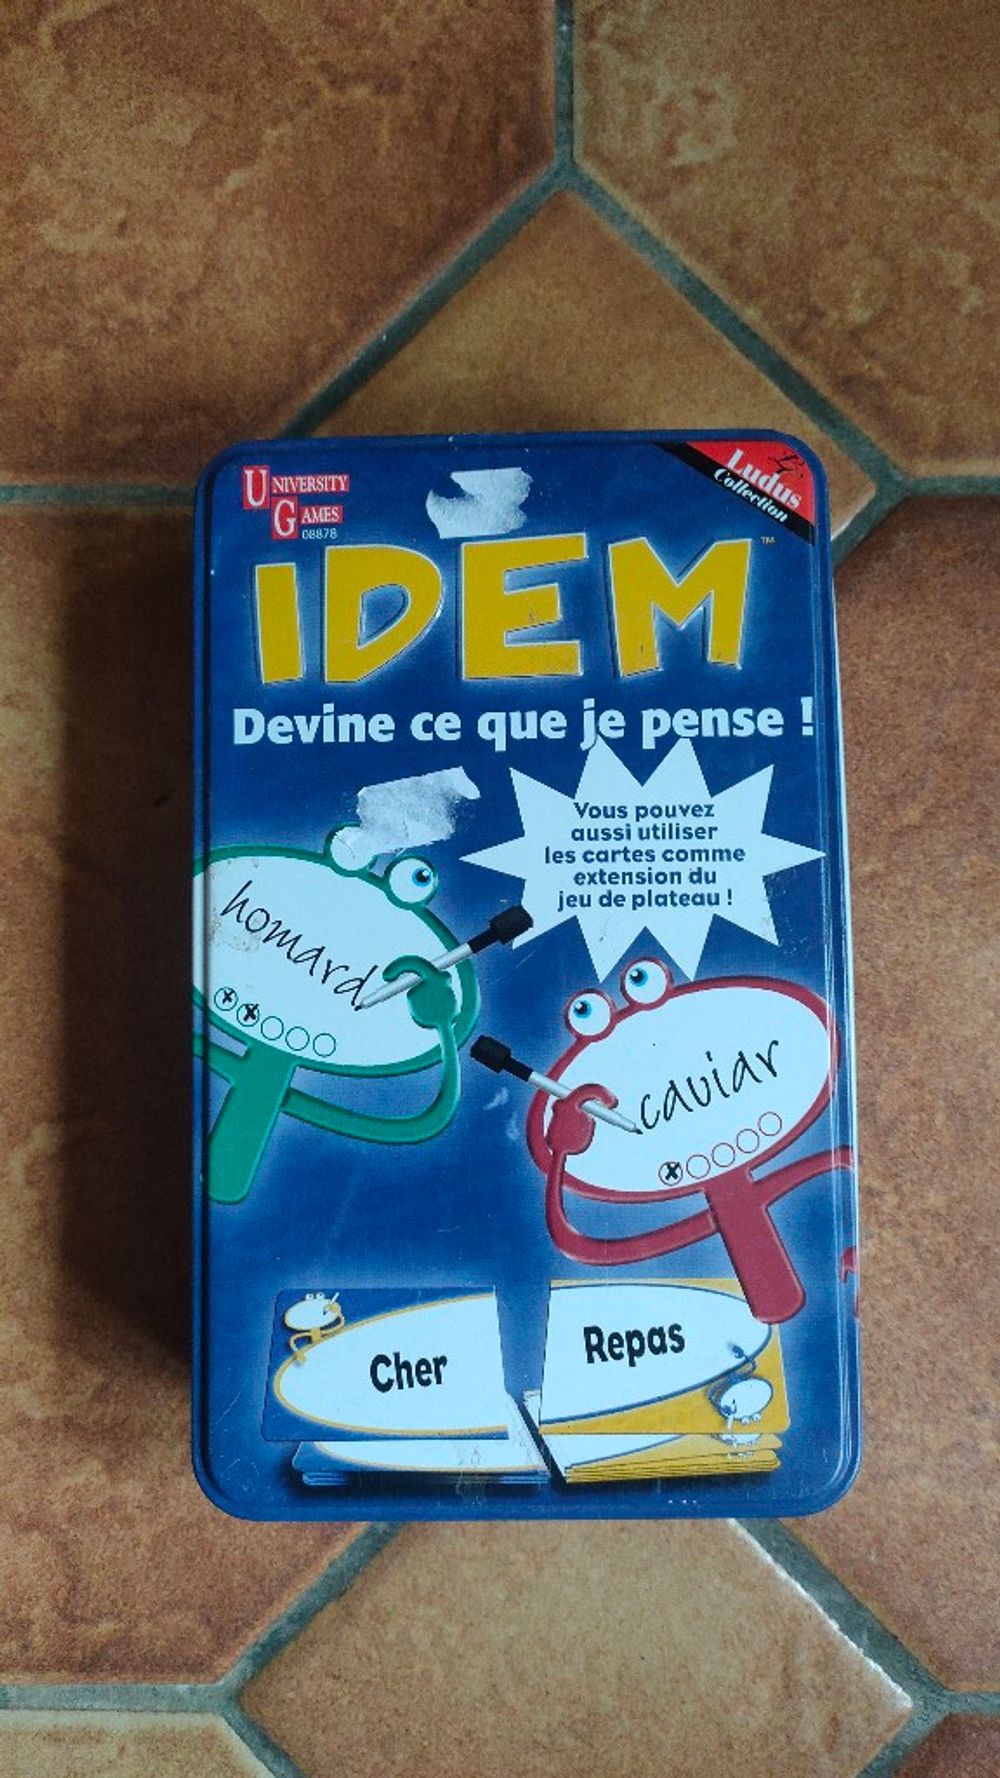 UNIVERSITY
GAMES
08878
Ludus
Collection
IDEM™
Devine ce que je pense !
Vous pouvez
aussi utiliser
les cartes comme
extension du
jeu de plateau !
homard
caviar
Cher
Repas